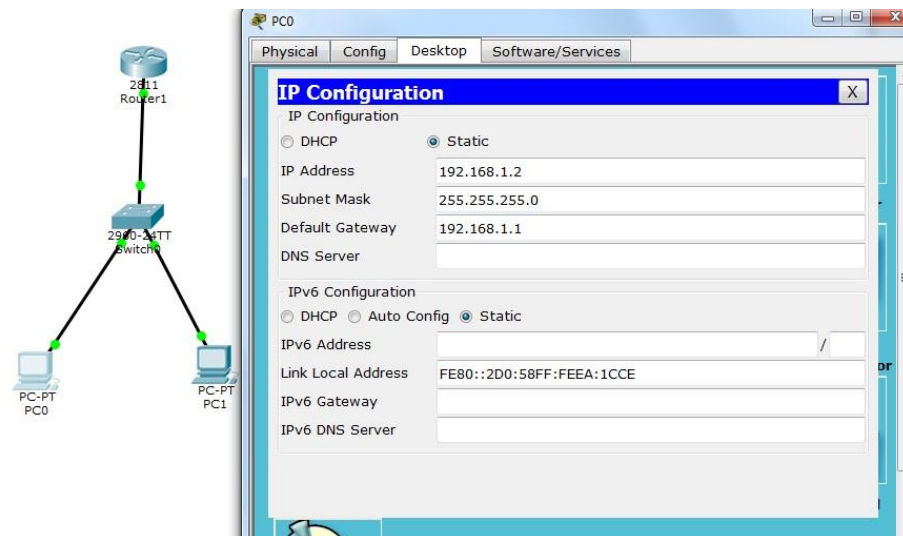 PC0
Physical Config Desktop Software/Services
IP Configuration X
IP Configuration
DHCP Static
IP Address 192.168.1.2
Subnet Mask 255.255.255.0
Default Gateway 192.168.1.1
DNS Server
IPv6 Configuration
DHCP Auto Config Static
IPv6 Address /
Link Local Address FE80::2D0:58FF:FEEA:1CCE
IPv6 Gateway
IPv6 DNS Server
2811
Router1
2960-24TT
Switch0
PC-PT
PC0
PC-PT
PC1